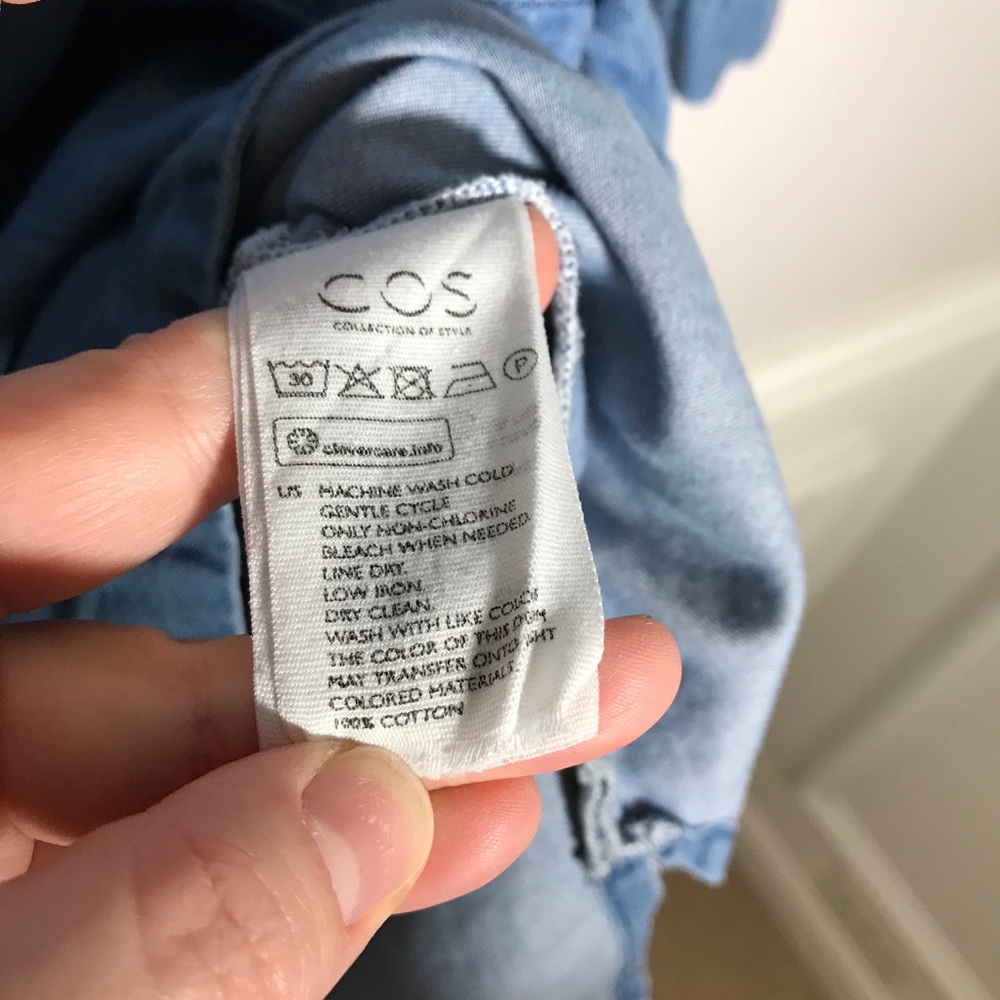 COS
COLLECTION OF STYLE
30 P
clevercare.info
US MACHINE WASH COLD
GENTLE CYCLE
ONLY NON-CHLORINE
BLEACH WHEN NEEDED.
LINE DRY.
LOW IRON.
DRY CLEAN.
WASH WITH LIKE COLOR
THE COLOR OF THIS
MAY TRANSFER ONTO
COLORED MATERIALS.
100% COTTON